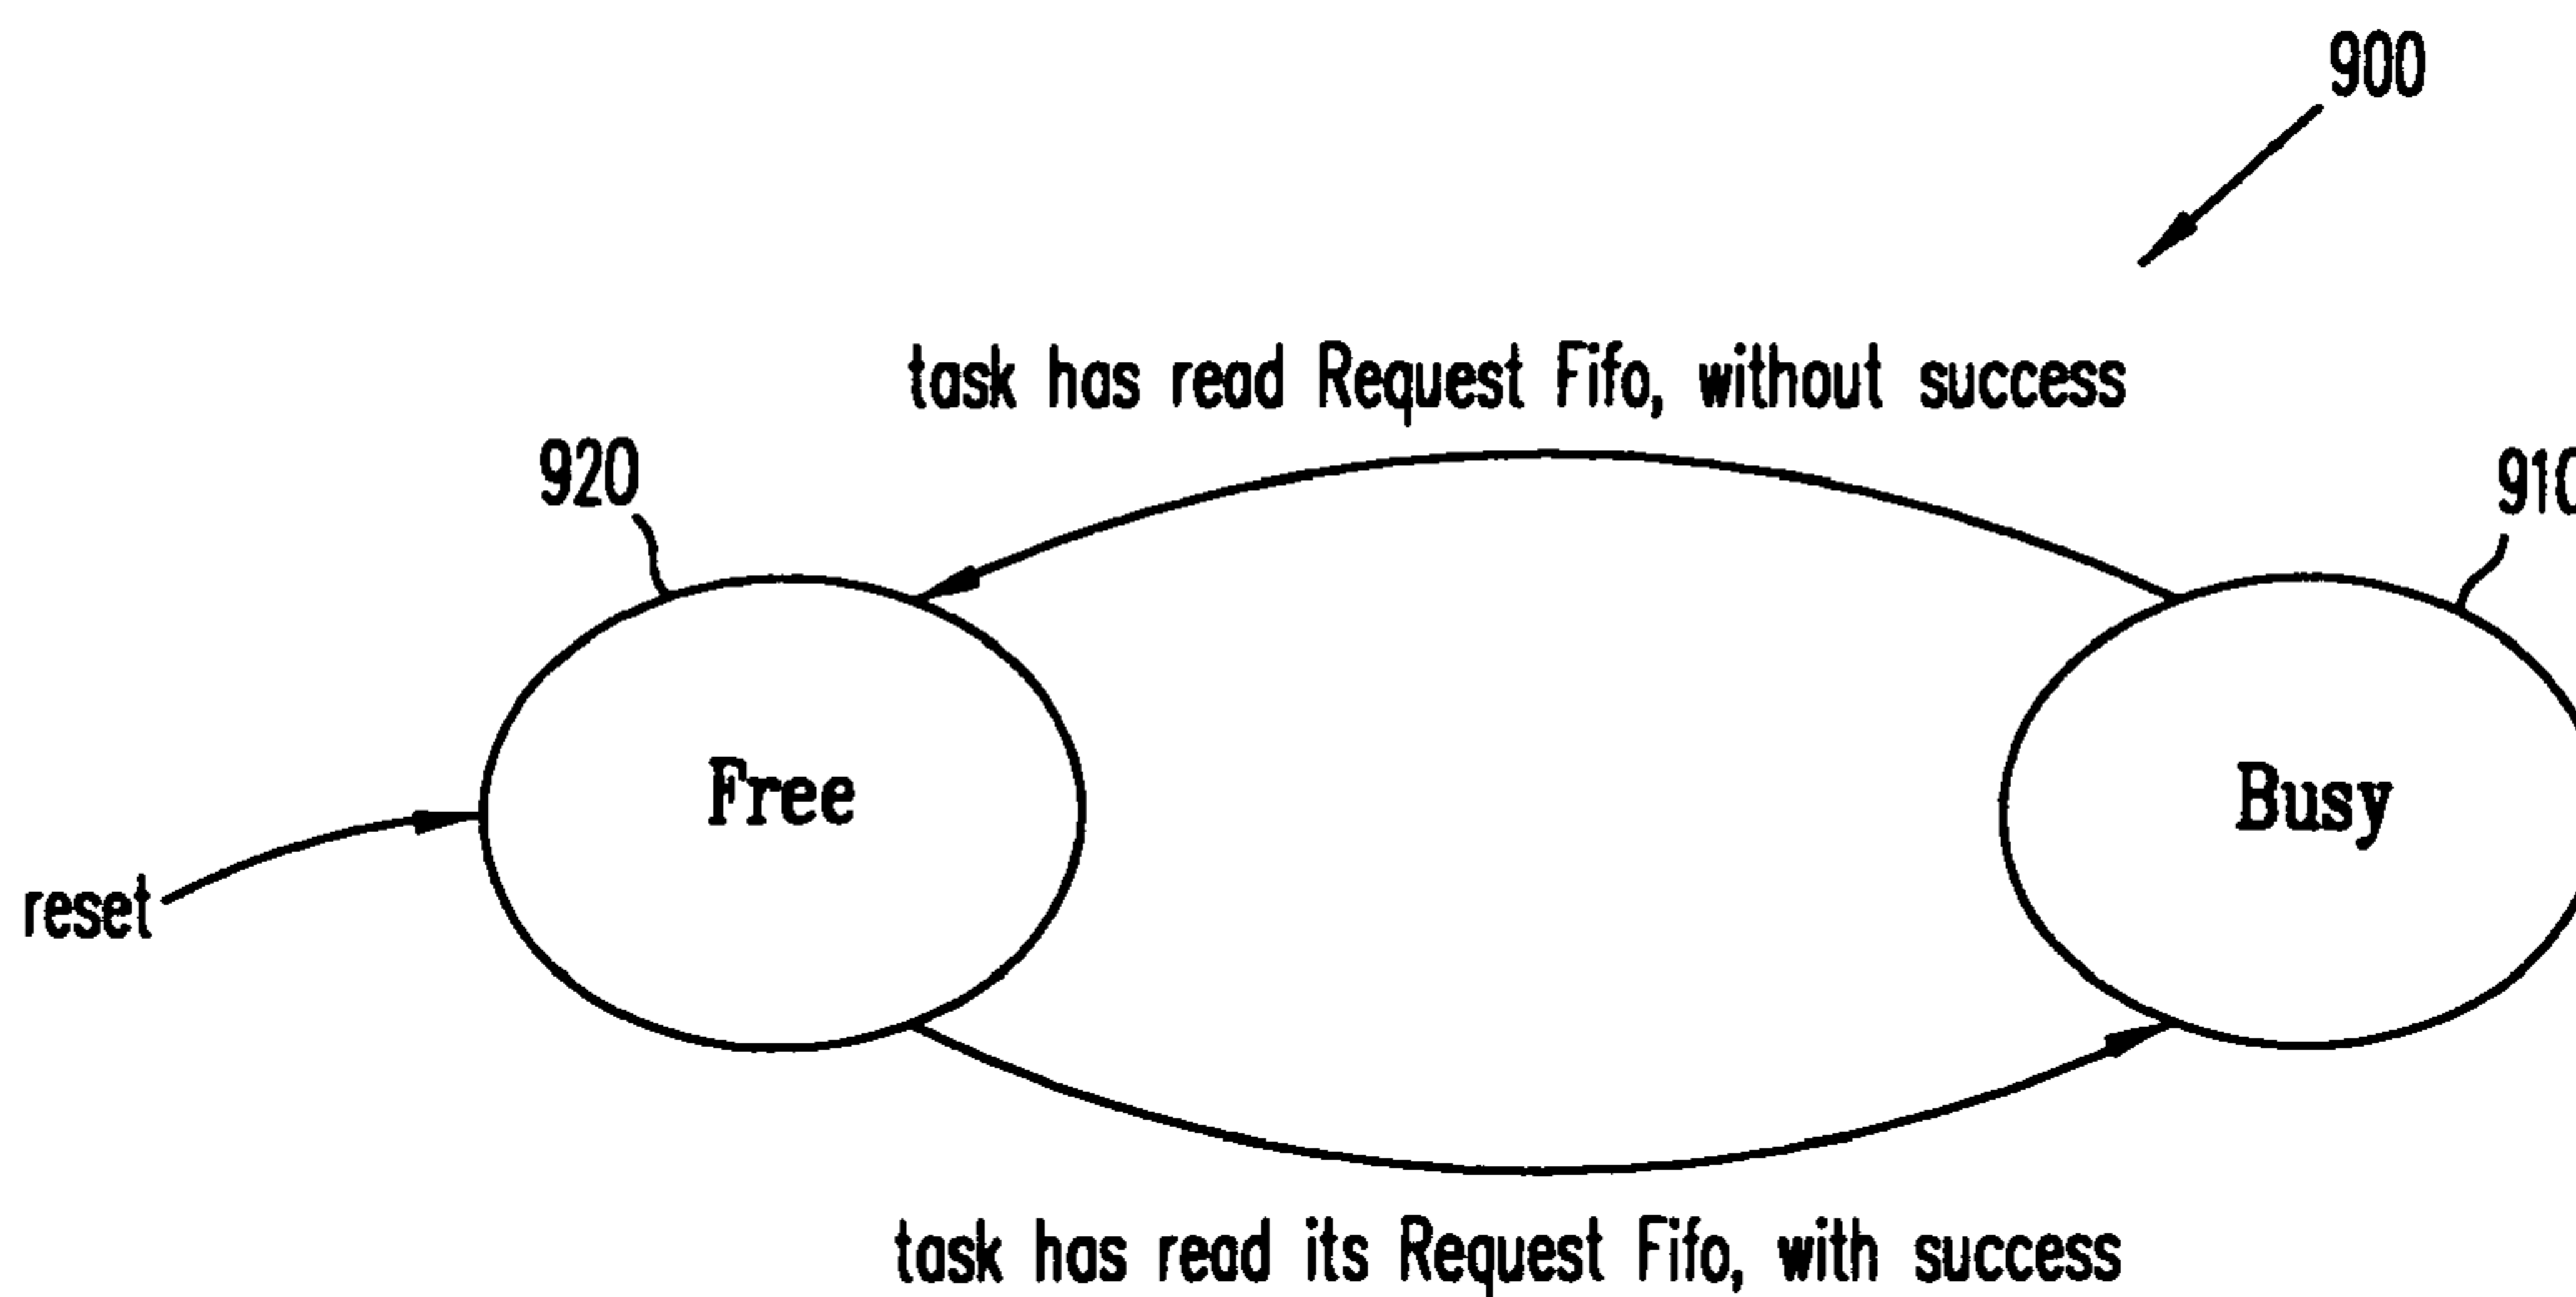 900
task has read Request Fifo, without success
920
910
Free
Busy
reset
task has read its Request Fifo, with success